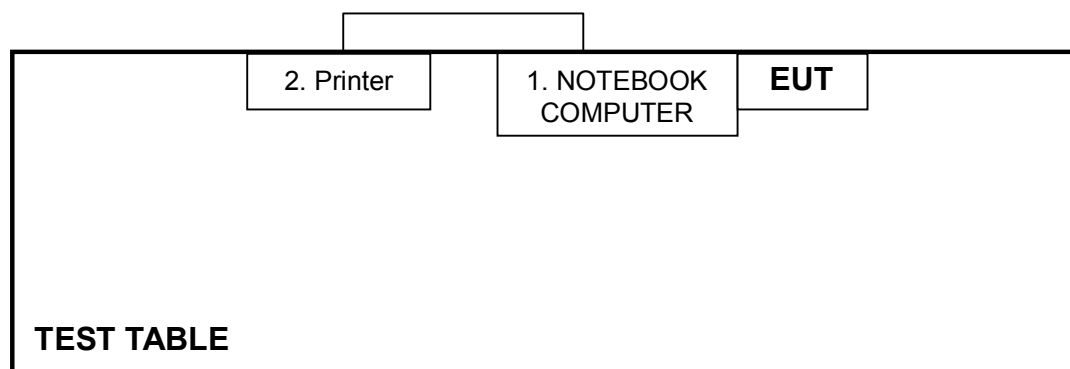 2. Printer
1. NOTEBOOK
COMPUTER
EUT
TEST TABLE